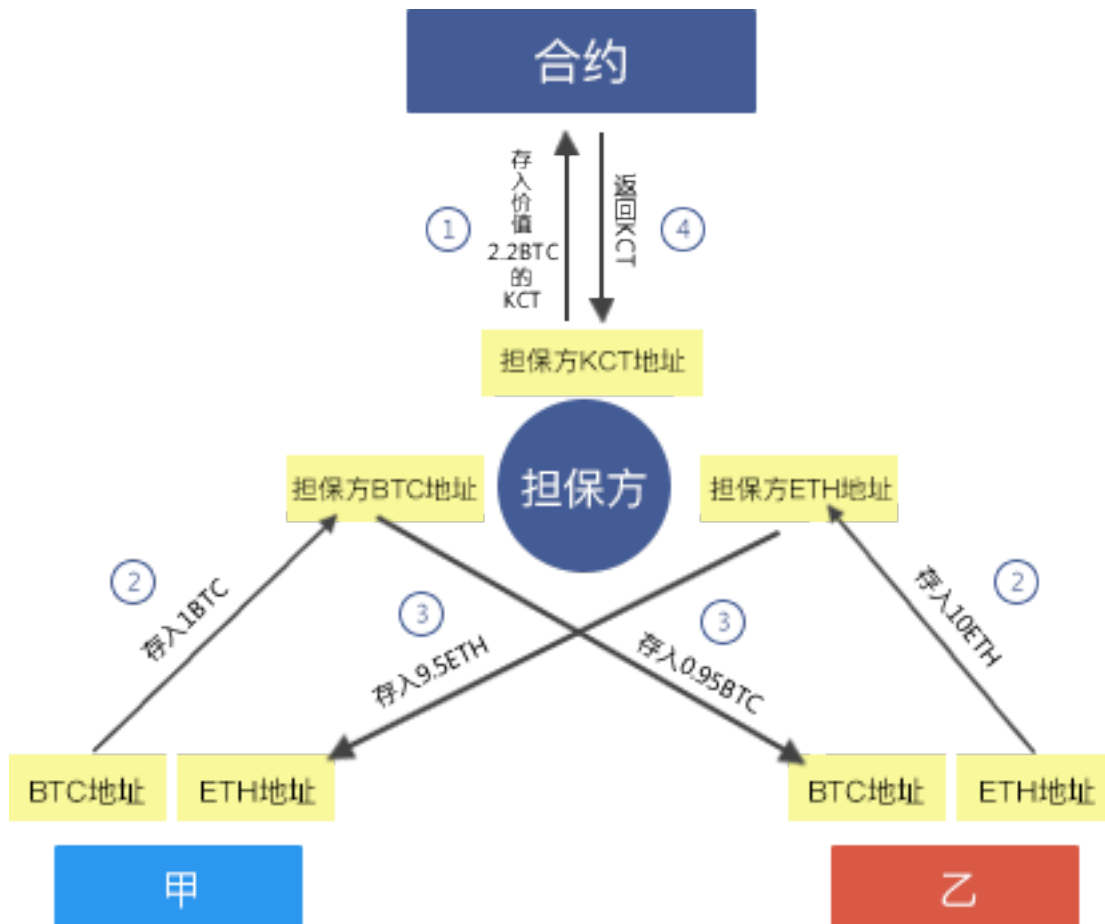 合约
存入价值
2.2BTC
的
KCT
①
返回KCT
④
担保方KCT地址
担保方BTC地址
担保方
担保方ETH地址
②
存入1BTC
③
存入9.5ETH
③
存入0.95BTC
②
存入10ETH
BTC地址
ETH地址
BTC地址
ETH地址
甲
乙